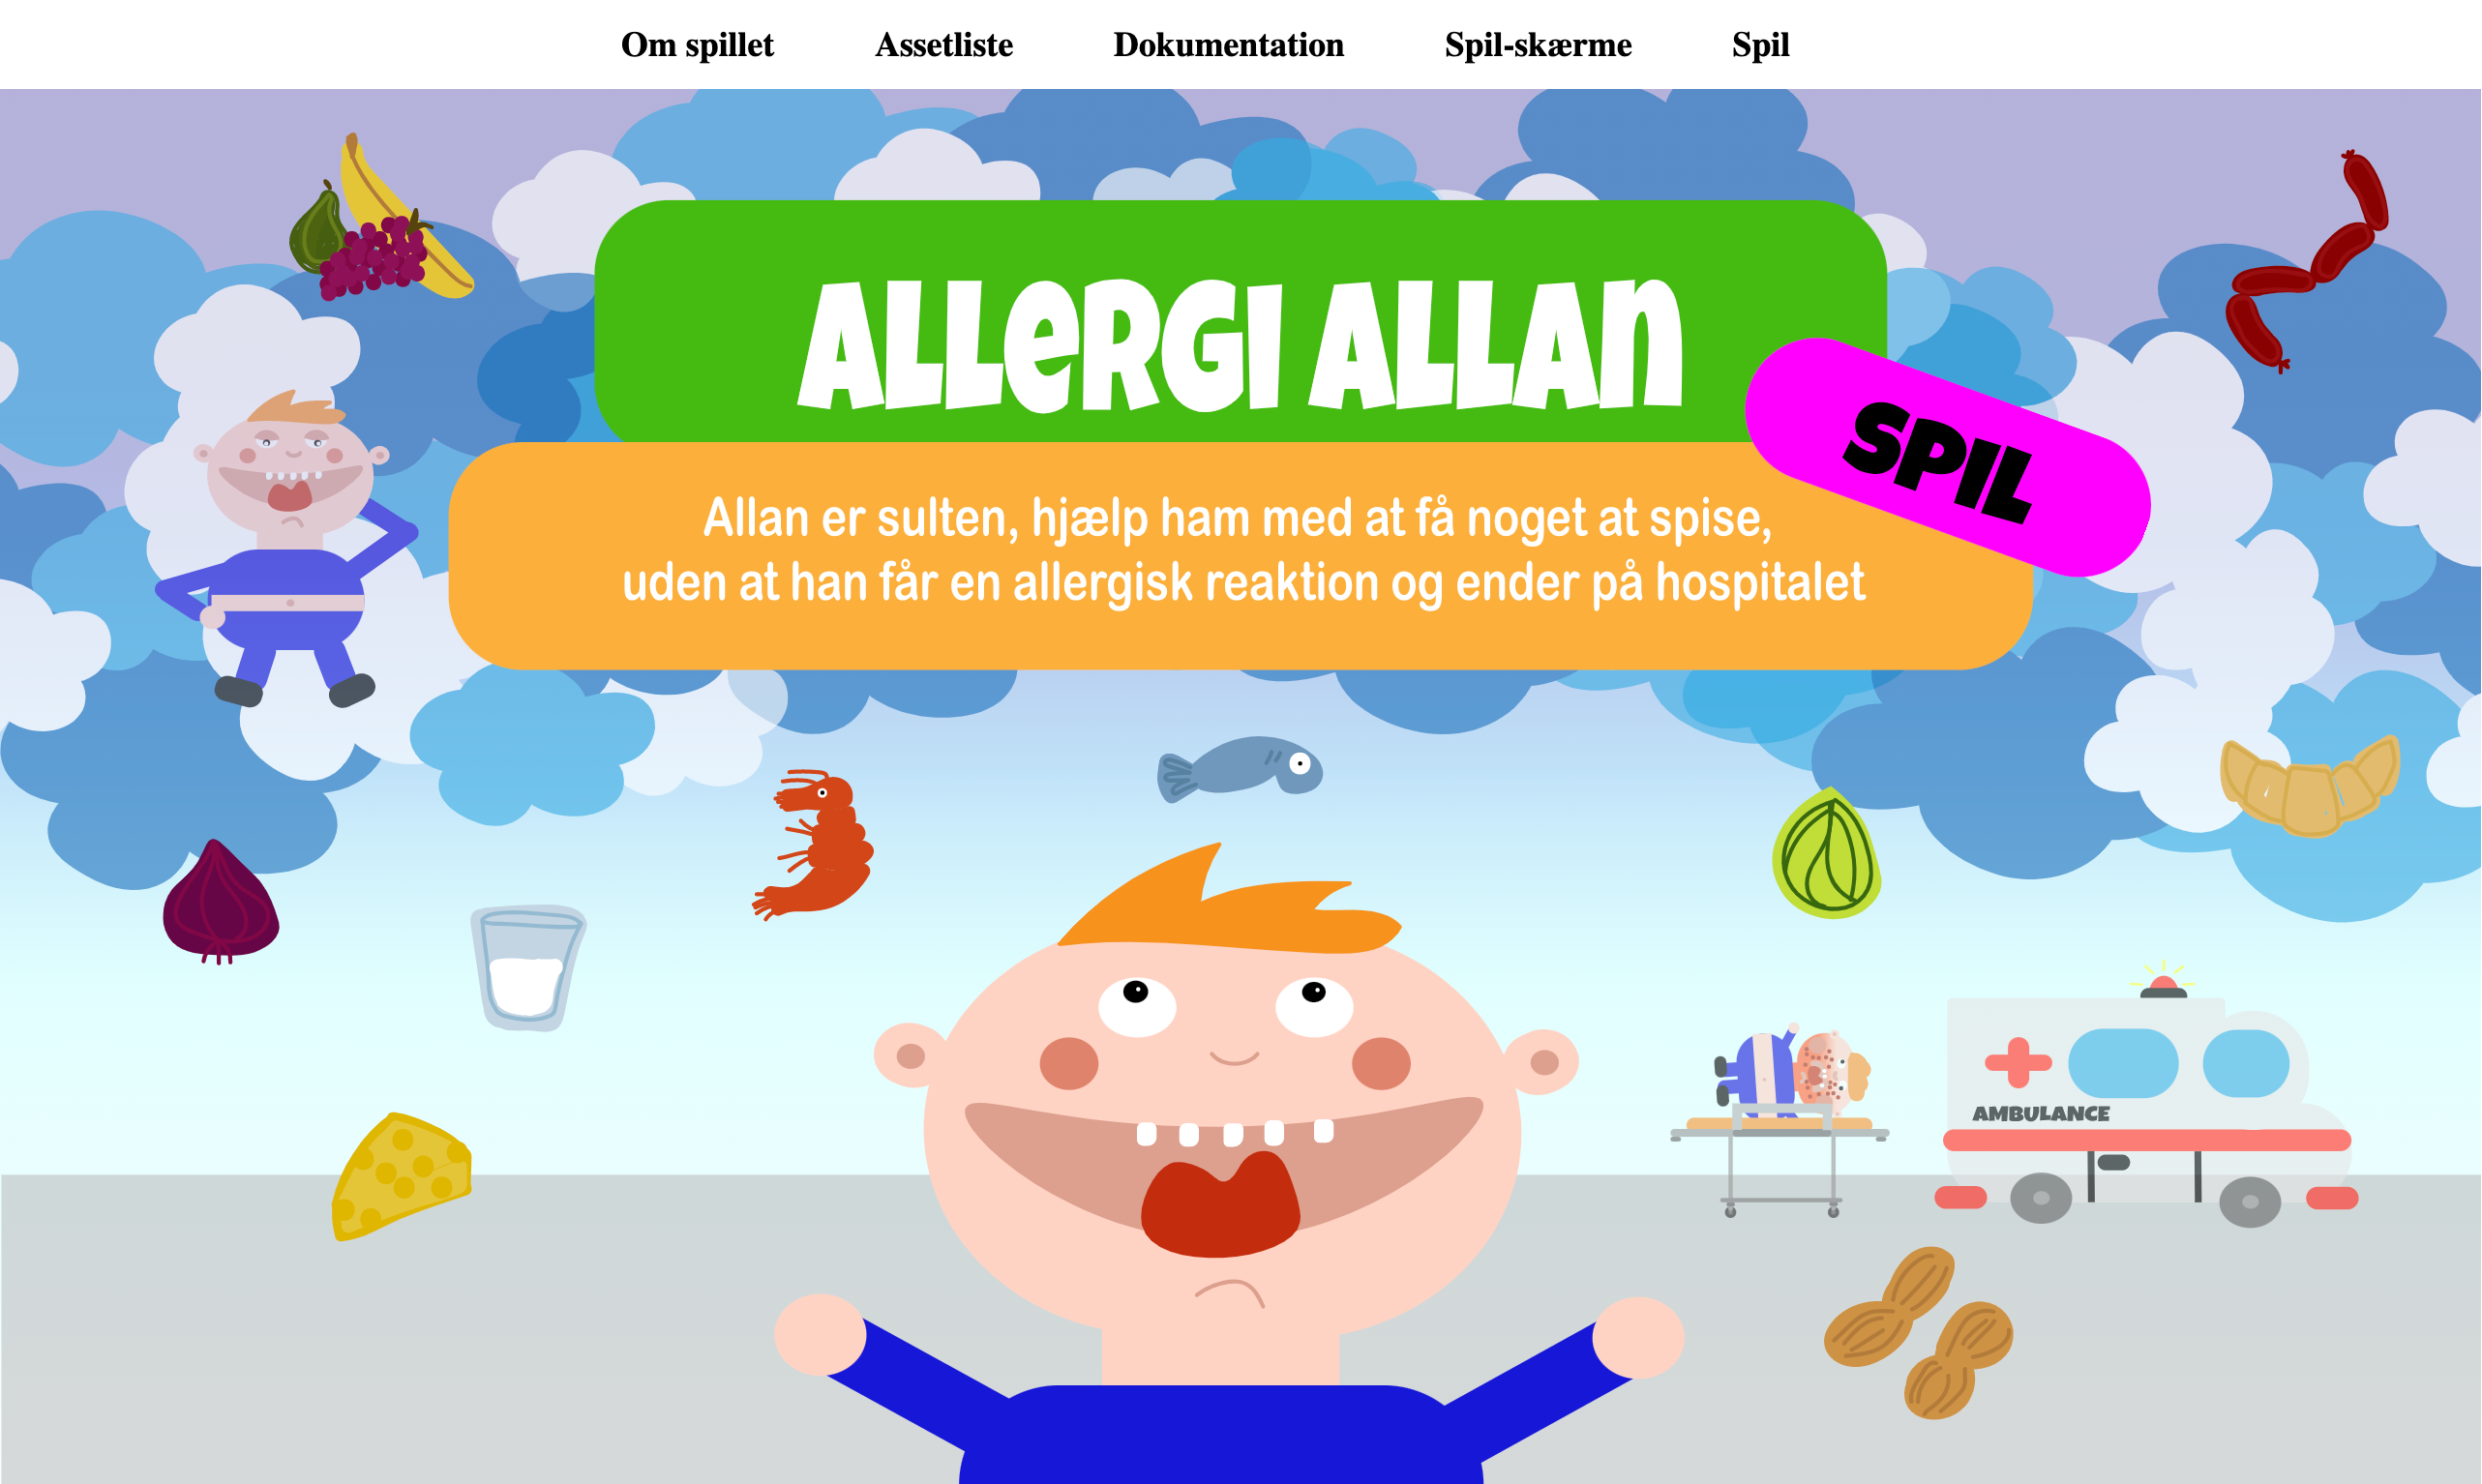 Om spillet Assetliste Dokumentation Spil-skærme Spil
ALLeRGI ALLAn
SPIL
Allan er sulten, hjælp ham med at få noget at spise,
uden at han får en allergisk reaktion og ender på hospitalet
AMBULANCE